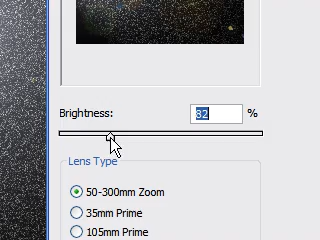 Brightness: 82 %
Lens Type
50-300mm Zoom
35mm Prime
105mm Prime